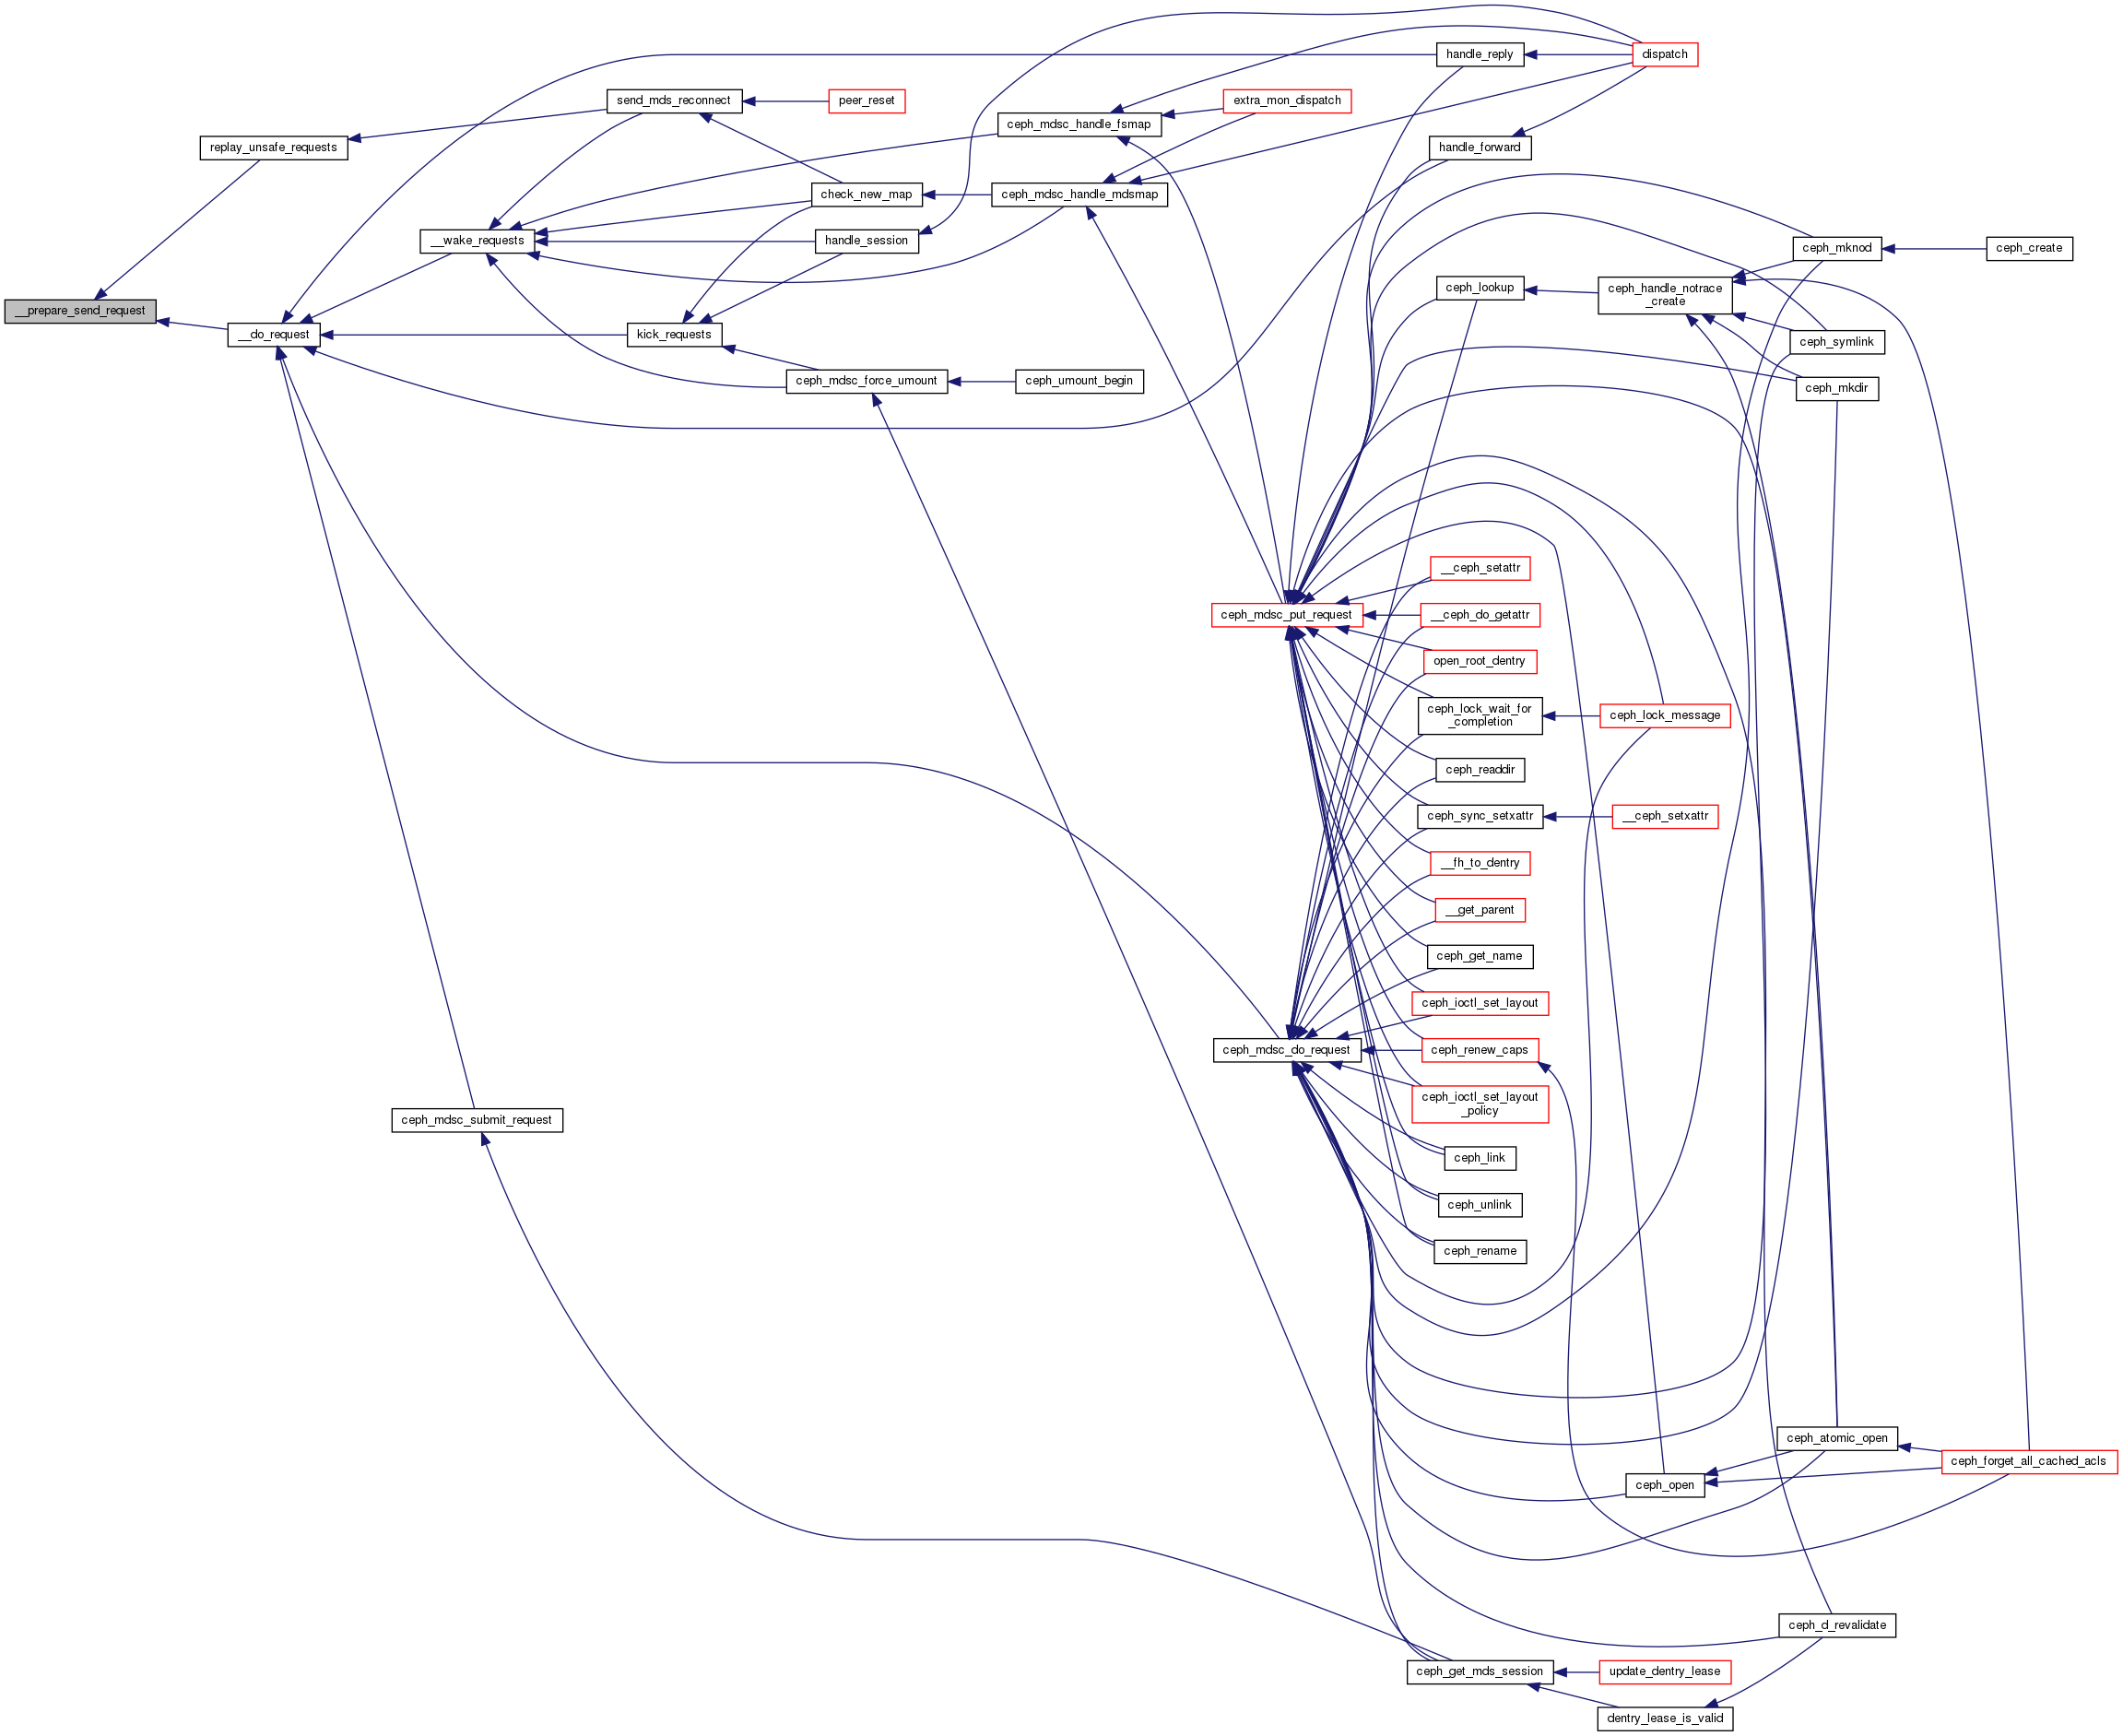 __prepare_send_request
replay_unsafe_requests
__do_request
send_mds_reconnect
__wake_requests
kick_requests
ceph_mdsc_submit_request
peer_reset
check_new_map
handle_session
ceph_mdsc_force_umount
ceph_mdsc_handle_fsmap
ceph_mdsc_handle_mdsmap
ceph_umount_begin
extra_mon_dispatch
ceph_mdsc_put_request
ceph_mdsc_do_request
handle_reply
handle_forward
ceph_lookup
__ceph_setattr
__ceph_do_getattr
open_root_dentry
ceph_lock_wait_for
_completion
ceph_readdir
ceph_sync_setxattr
__fh_to_dentry
__get_parent
ceph_get_name
ceph_ioctl_set_layout
ceph_renew_caps
ceph_ioctl_set_layout
_policy
ceph_link
ceph_unlink
ceph_rename
ceph_get_mds_session
dispatch
ceph_handle_notrace
_create
ceph_lock_message
__ceph_setxattr
ceph_open
update_dentry_lease
dentry_lease_is_valid
ceph_mknod
ceph_symlink
ceph_mkdir
ceph_atomic_open
ceph_d_revalidate
ceph_create
ceph_forget_all_cached_acls